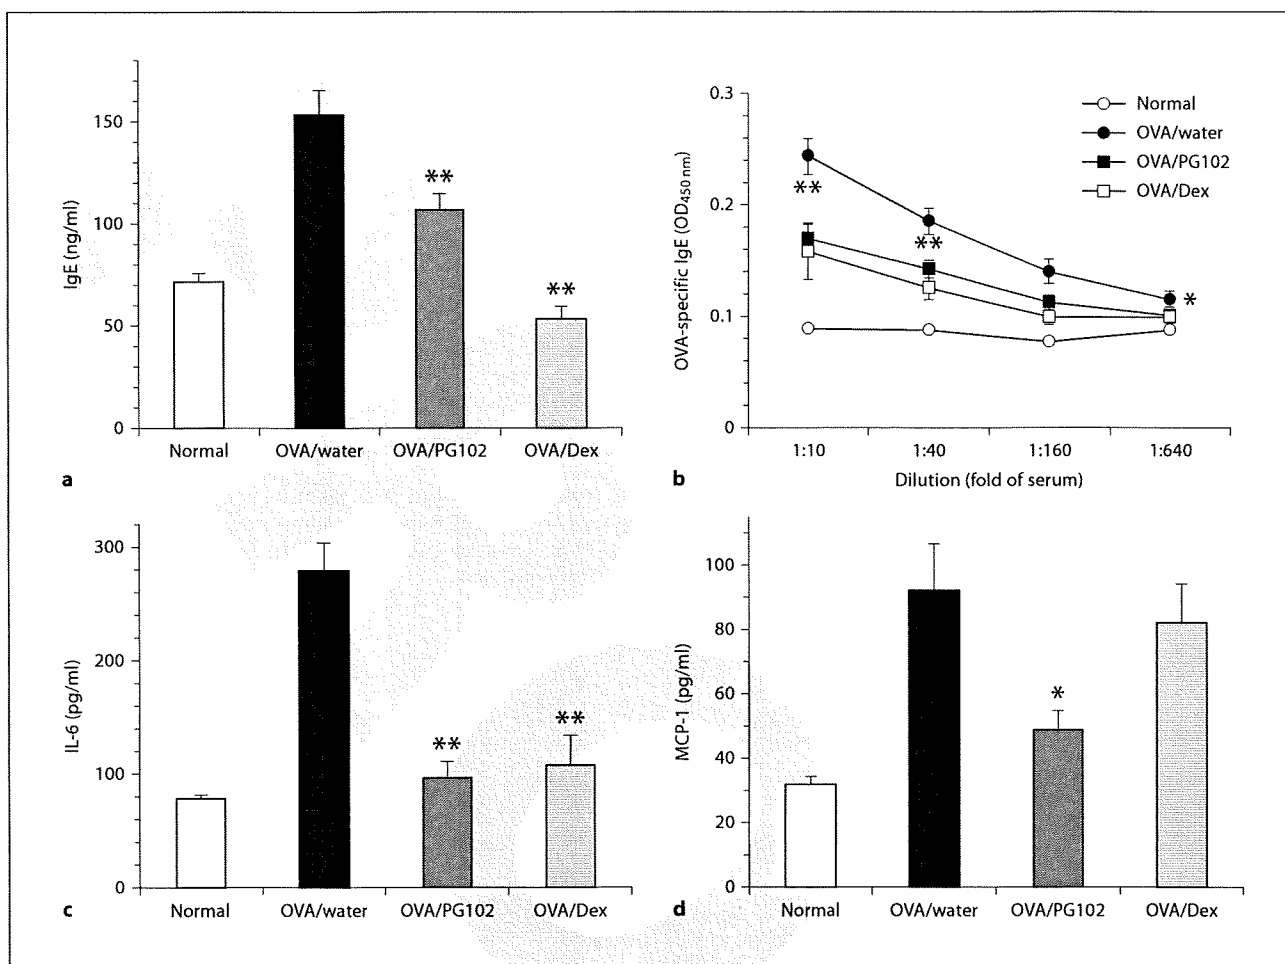 IgE (ng/ml)
150
100
50
0
**
**
Normal
OVA/water
OVA/PG102
OVA/Dex
a
OVA-specific IgE (OD450 nm)
0.3
0.2
0.1
0
**
**
*
Normal
OVA/water
OVA/PG102
OVA/Dex
1:10
1:40
1:160
1:640
Dilution (fold of serum)
b
IL-6 (pg/ml)
300
200
100
0
**
**
Normal
OVA/water
OVA/PG102
OVA/Dex
c
MCP-1 (pg/ml)
100
80
60
40
20
0
*
Normal
OVA/water
OVA/PG102
OVA/Dex
d